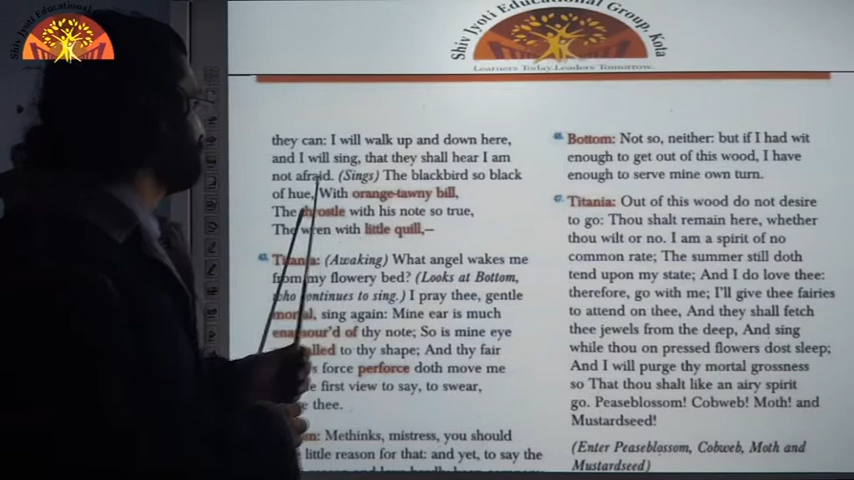 Shiv Jyoti Educational Group, Kota
Learners Today...Leaders Tomorrow...
they can: I will walk up and down here,
and I will sing, that they shall hear I am
not afraid. (Sings) The blackbird so black
of hue, With orange-tawny bill,
The throstle with his note so true,
The wren with little quill,—
43. Titania: (Awaking) What angel wakes me
from my flowery bed? (Looks at Bottom,
who continues to sing.) I pray thee, gentle
mortal, sing again: Mine ear is much
enamour'd of thy note; So is mine eye
to thy shape; And thy fair
force perforce doth move me
first view to say, to swear,
thee.
Methinks, mistress, you should
little reason for that: and yet, to say the
Bottom: Not so, neither: but if I had wit
enough to get out of this wood, I have
enough to serve mine own turn.
47. Titania: Out of this wood do not desire
to go: Thou shalt remain here, whether
thou wilt or no. I am a spirit of no
common rate; The summer still doth
tend upon my state; And I do love thee:
therefore, go with me; I'll give thee fairies
to attend on thee, And they shall fetch
thee jewels from the deep, And sing
while thou on pressed flowers dost sleep;
And I will purge thy mortal grossness
so That thou shalt like an airy spirit
go. Peaseblossom! Cobweb! Moth! and
Mustardseed!
(Enter Peaseblossom, Cobweb, Moth and
Mustardseed)